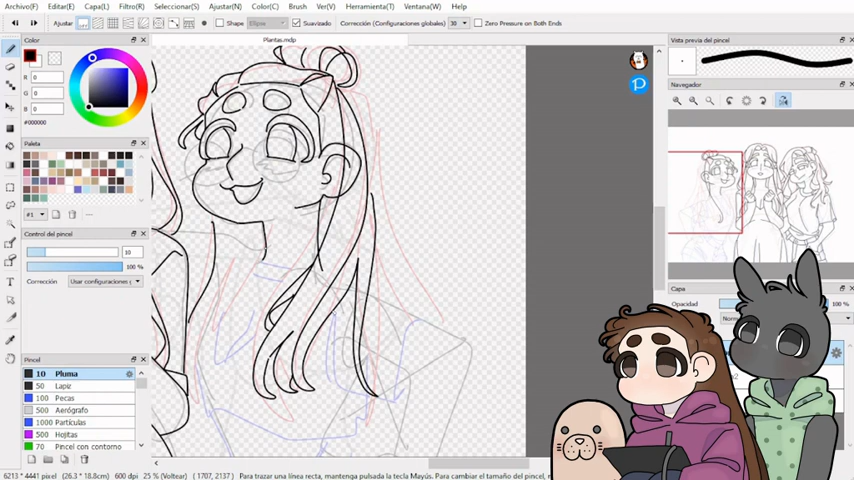 Archivo(F) Editar(E) Capa(L) Filtro(R) Seleccionar(S) Ajustar(N) Color(C) Brush Ver(V) Herramienta(T) Ventana(W) Help
Ajustar Shape Ellipse Suavizado Corrección (Configuraciones globales) 30 Zero Pressure on Both Ends
Plantas.mdp
Color
R 0
G 0
B 0
#000000
Paleta
#1
Control del pincel
10
100 %
Corrección Usar configuraciones g
Pincel
10 Pluma
50 Lapiz
100 Pecas
500 Aerógrafo
1000 Partículas
500 Hojitas
70 Pincel con contorno
Vista previa del pincel
Navegador
Capa
Opacidad 100 %
Norm
6213 * 4441 pixel (26.3 * 18.8cm) 600 dpi 25 % (Voltear) ( 1707, 2137 ) Para trazar una línea recta, mantenga pulsada la tecla Mayús. Para cambiar el tamaño del pincel,